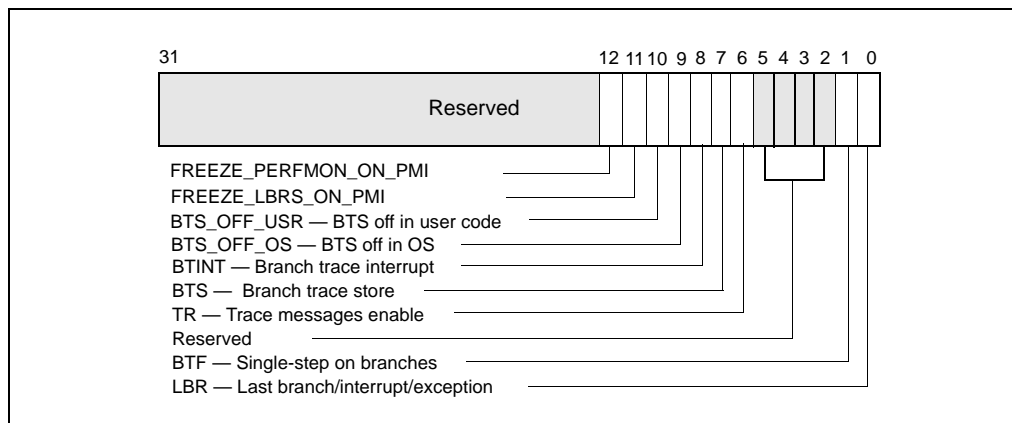 31 12 11 10 9 8 7 6 5 4 3 2 1 0
Reserved
FREEZE_PERFMON_ON_PMI
FREEZE_LBRS_ON_PMI
BTS_OFF_USR — BTS off in user code
BTS_OFF_OS — BTS off in OS
BTINT — Branch trace interrupt
BTS — Branch trace store
TR — Trace messages enable
Reserved
BTF — Single-step on branches
LBR — Last branch/interrupt/exception